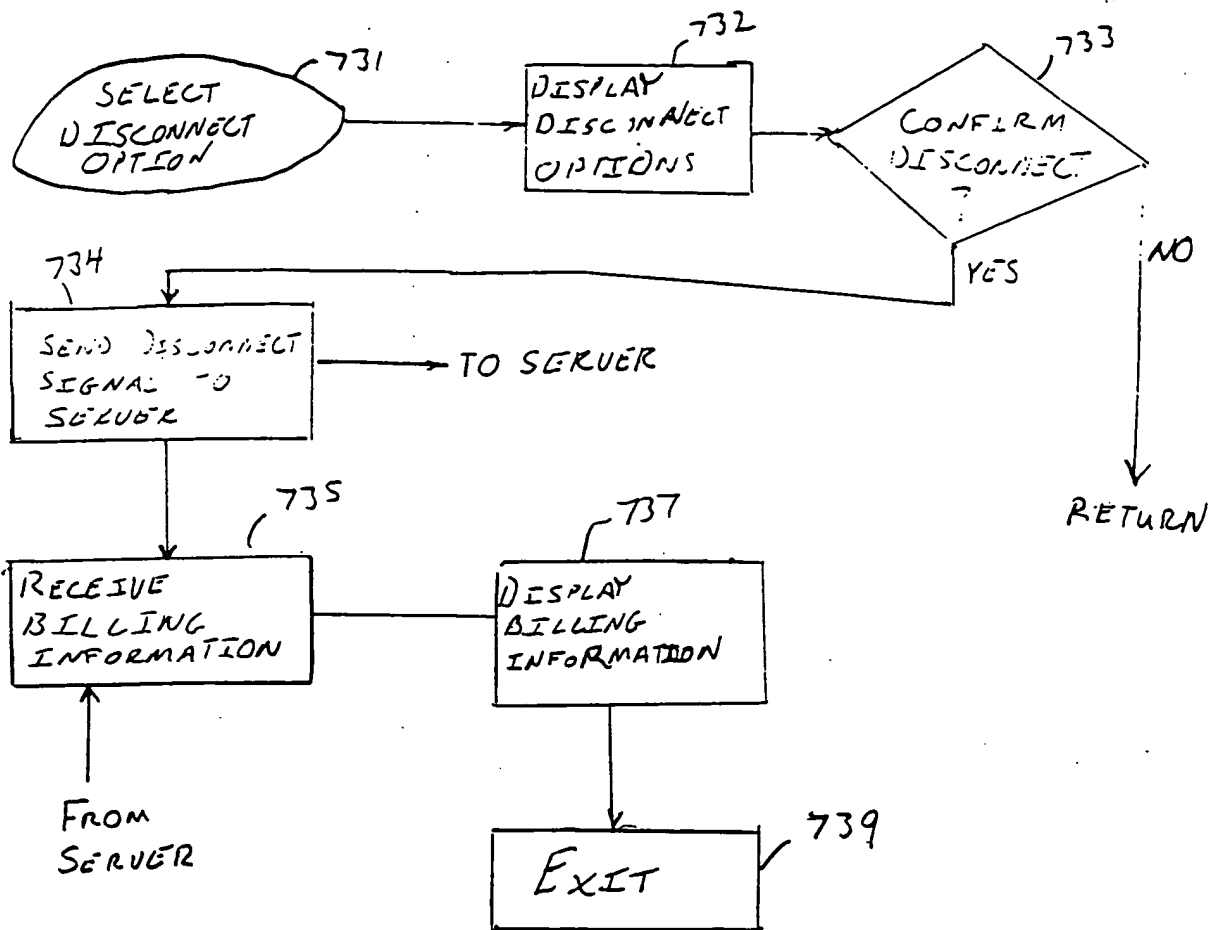 731
SELECT
DISCONNECT
OPTION
732
DISPLAY
DISCONNECT
OPTIONS
733
CONFIRM
DISCONNECT
?
YES
NO
RETURN
734
SEND DISCONNECT
SIGNAL TO
SERVER
TO SERVER
735
RECEIVE
BILLING
INFORMATION
FROM
SERVER
737
DISPLAY
BILLING
INFORMATION
739
EXIT